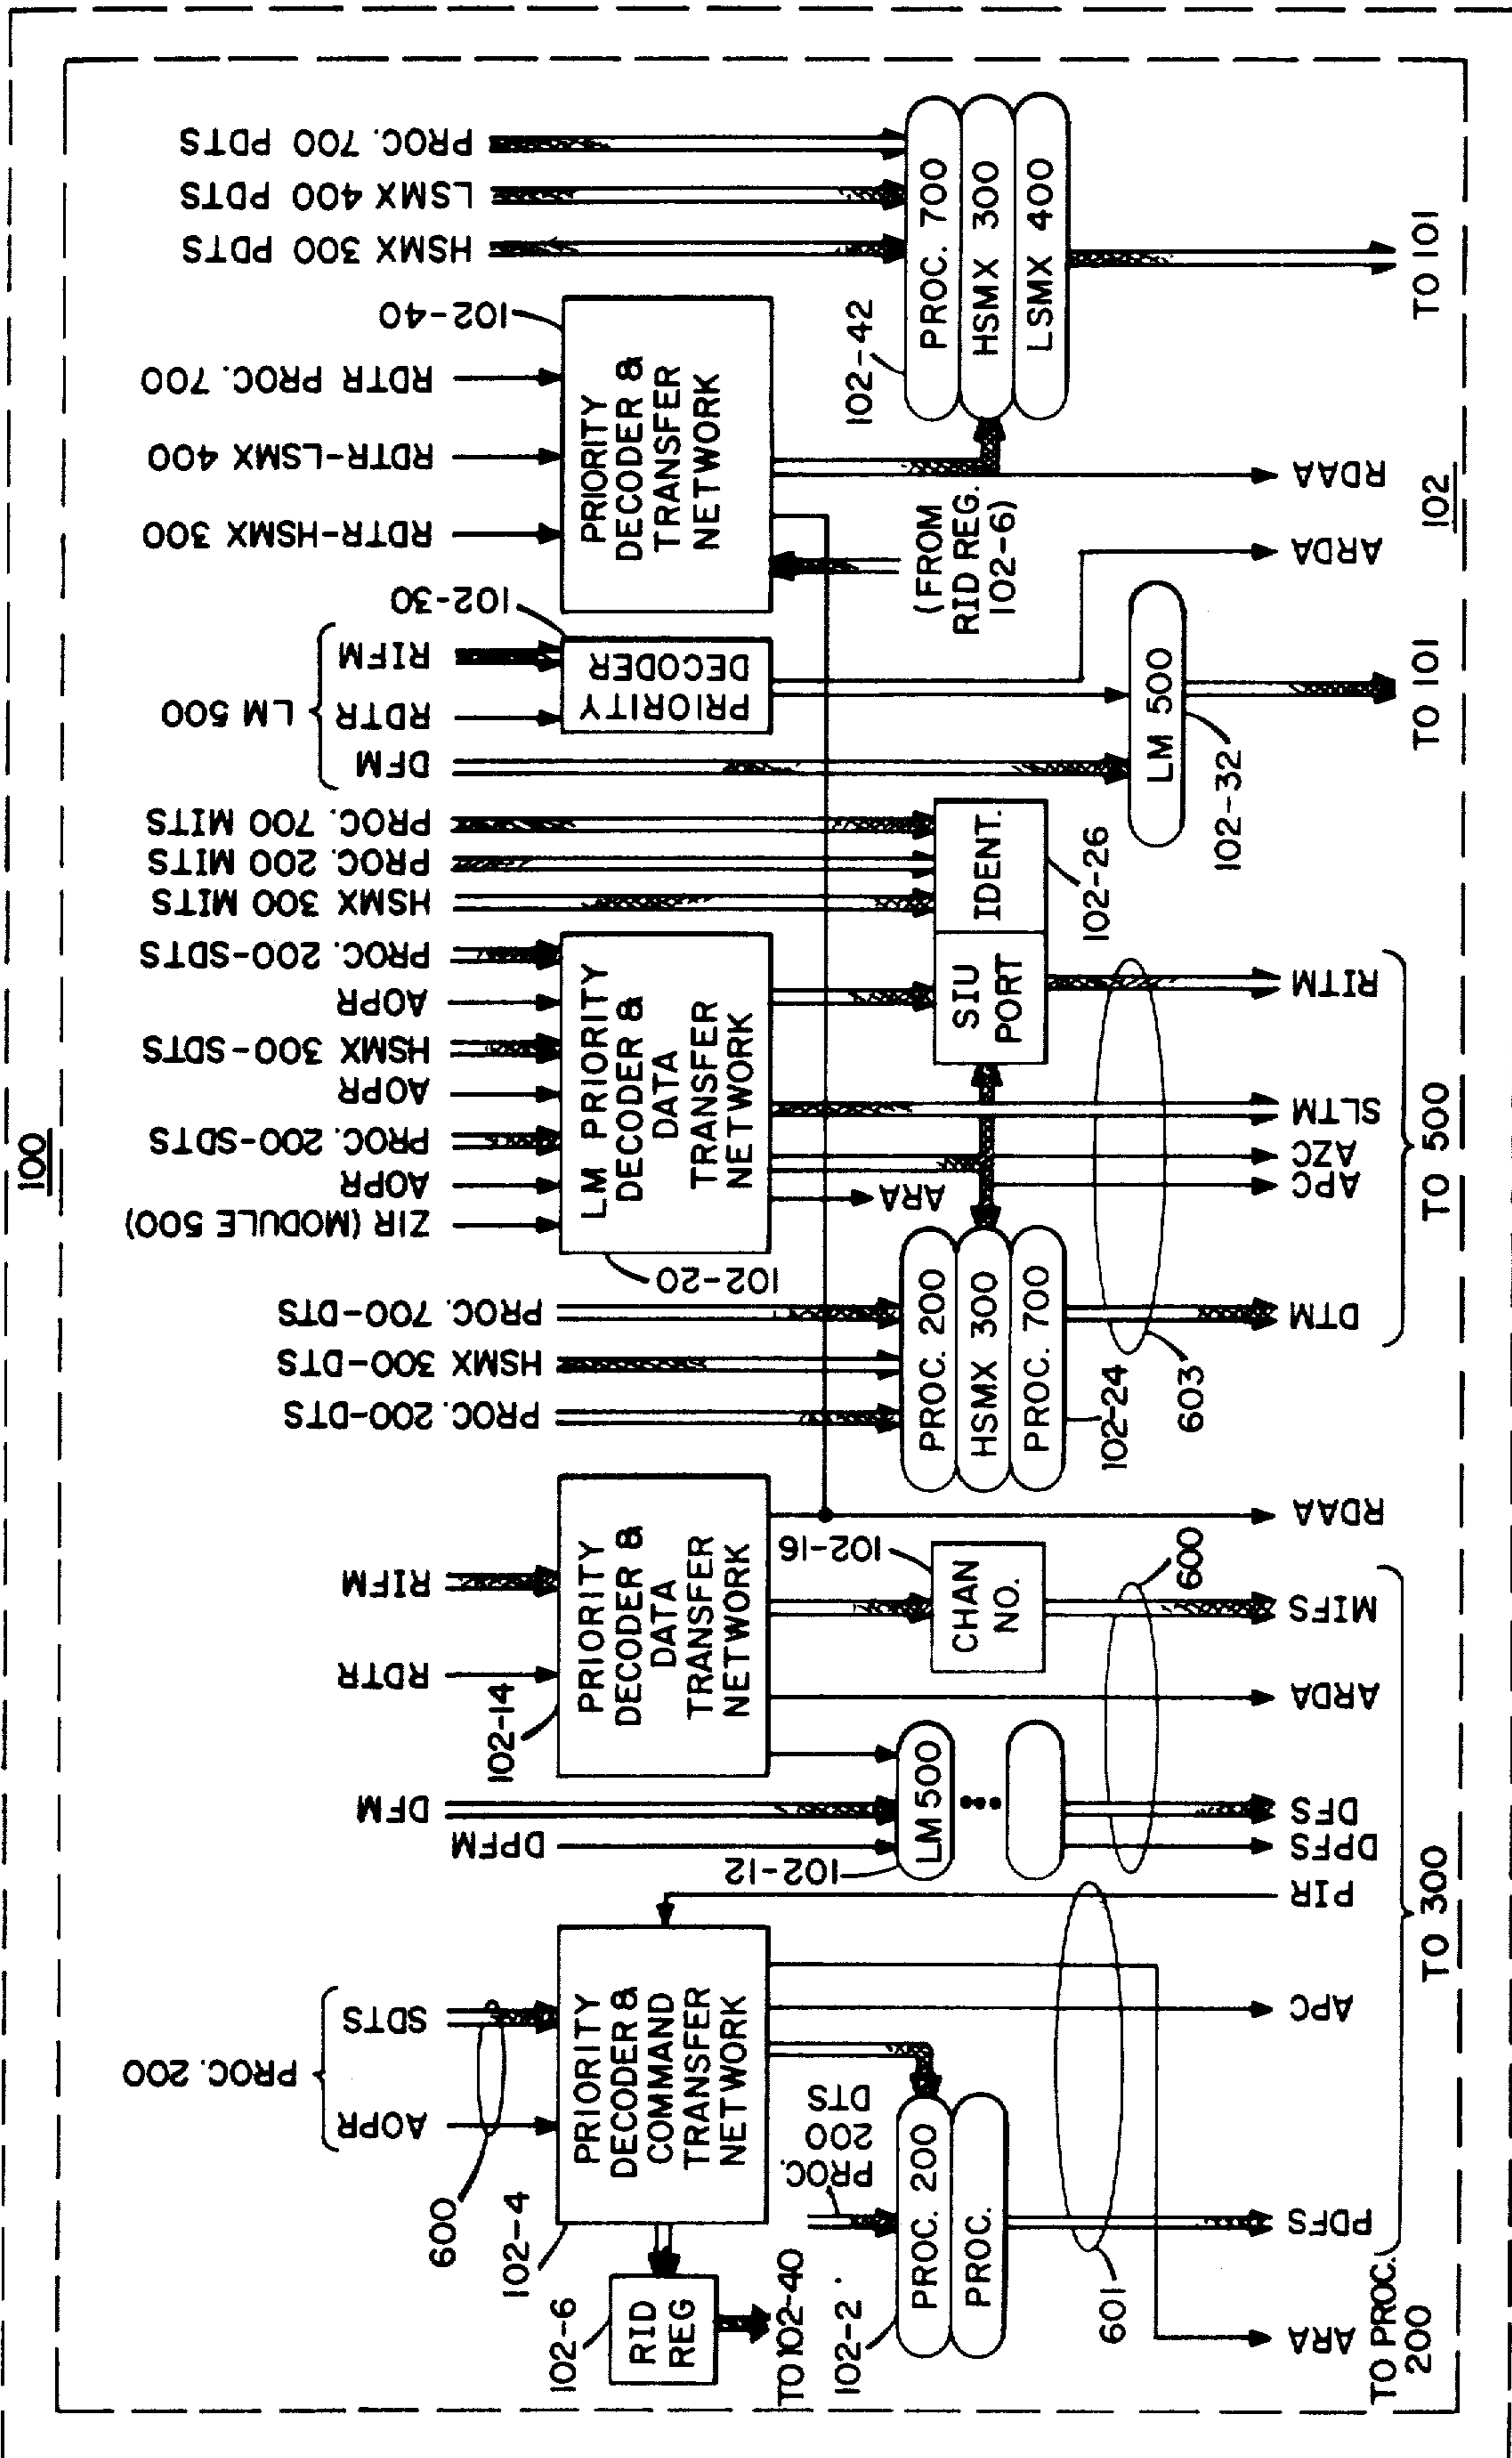 100
PROC. 700 PDTS
LSMX 400 PDTS
HSMX 300 PDTS
102-40
RDTR PROC. 700
RDTR-LSMX 400
RDTR-HSMX 300
PRIORITY
DECODER &
TRANSFER
NETWORK
102-42
PROC. 700
HSMX 300
LSMX 400
TO 101
RDAA
102
(FROM
RID REG.
102-6)
ARDA
102-30
LM 500
RIFM
RDTR
DFM
PRIORITY
DECODER
LM 500
102-32
TO 101
PROC. 700 MITS
PROC. 200 MITS
HSMX 300 MITS
IDENT.
SIU
PORT
102-26
PROC. 200-SDTS
AOPR
HSMX 300-SDTS
AOPR
PROC. 200-SDTS
AOPR
ZIR (MODULE 500)
LM PRIORITY
DECODER &
DATA
TRANSFER
NETWORK
102-20
ARA
RITM
SLTM
AZC
APC
DTM
TO 500
PROC. 700-DTS
HSMX 300-DTS
PROC. 200-DTS
PROC. 200
HSMX 300
PROC. 700
102-24
603
RIFM
RDTR
102-14
PRIORITY
DECODER &
DATA
TRANSFER
NETWORK
102-16
CHAN
NO.
600
RDAA
MIFS
ARDA
DFS
DPFS
PIR
TO 300
DFM
DPFM
102-12
LM 500
PROC. 200
SDTS
AOPR
600
102-4
PRIORITY
DECODER &
COMMAND
TRANSFER
NETWORK
102-6
RID
REG
TO 102-40
PROC.
200
DTS
102-2
PROC. 200
PROC.
601
APC
PDFS
ARA
TO PROC.
200